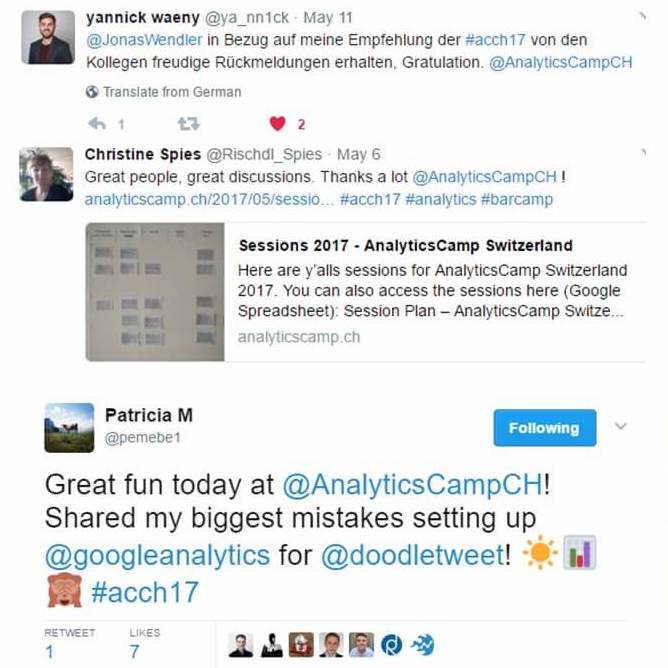 yannick waeny @ya_nn1ck · May 11
@JonasWendler in Bezug auf meine Empfehlung der #acch17 von den
Kollegen freudige Rückmeldungen erhalten, Gratulation. @AnalyticsCampCH
Translate from German
1 2
Christine Spies @Rischdl_Spies · May 6
Great people, great discussions. Thanks a lot @AnalyticsCampCH !
analyticscamp.ch/2017/05/sessio... #acch17 #analytics #barcamp
Sessions 2017 - AnalyticsCamp Switzerland
Here are y'alls sessions for AnalyticsCamp Switzerland
2017. You can also access the sessions here (Google
Spreadsheet): Session Plan – AnalyticsCamp Switze...
analyticscamp.ch
Patricia M
@pemebe1
Following
Great fun today at @AnalyticsCampCH!
Shared my biggest mistakes setting up
@googleanalytics for @doodletweet!
#acch17
RETWEET LIKES
1 7